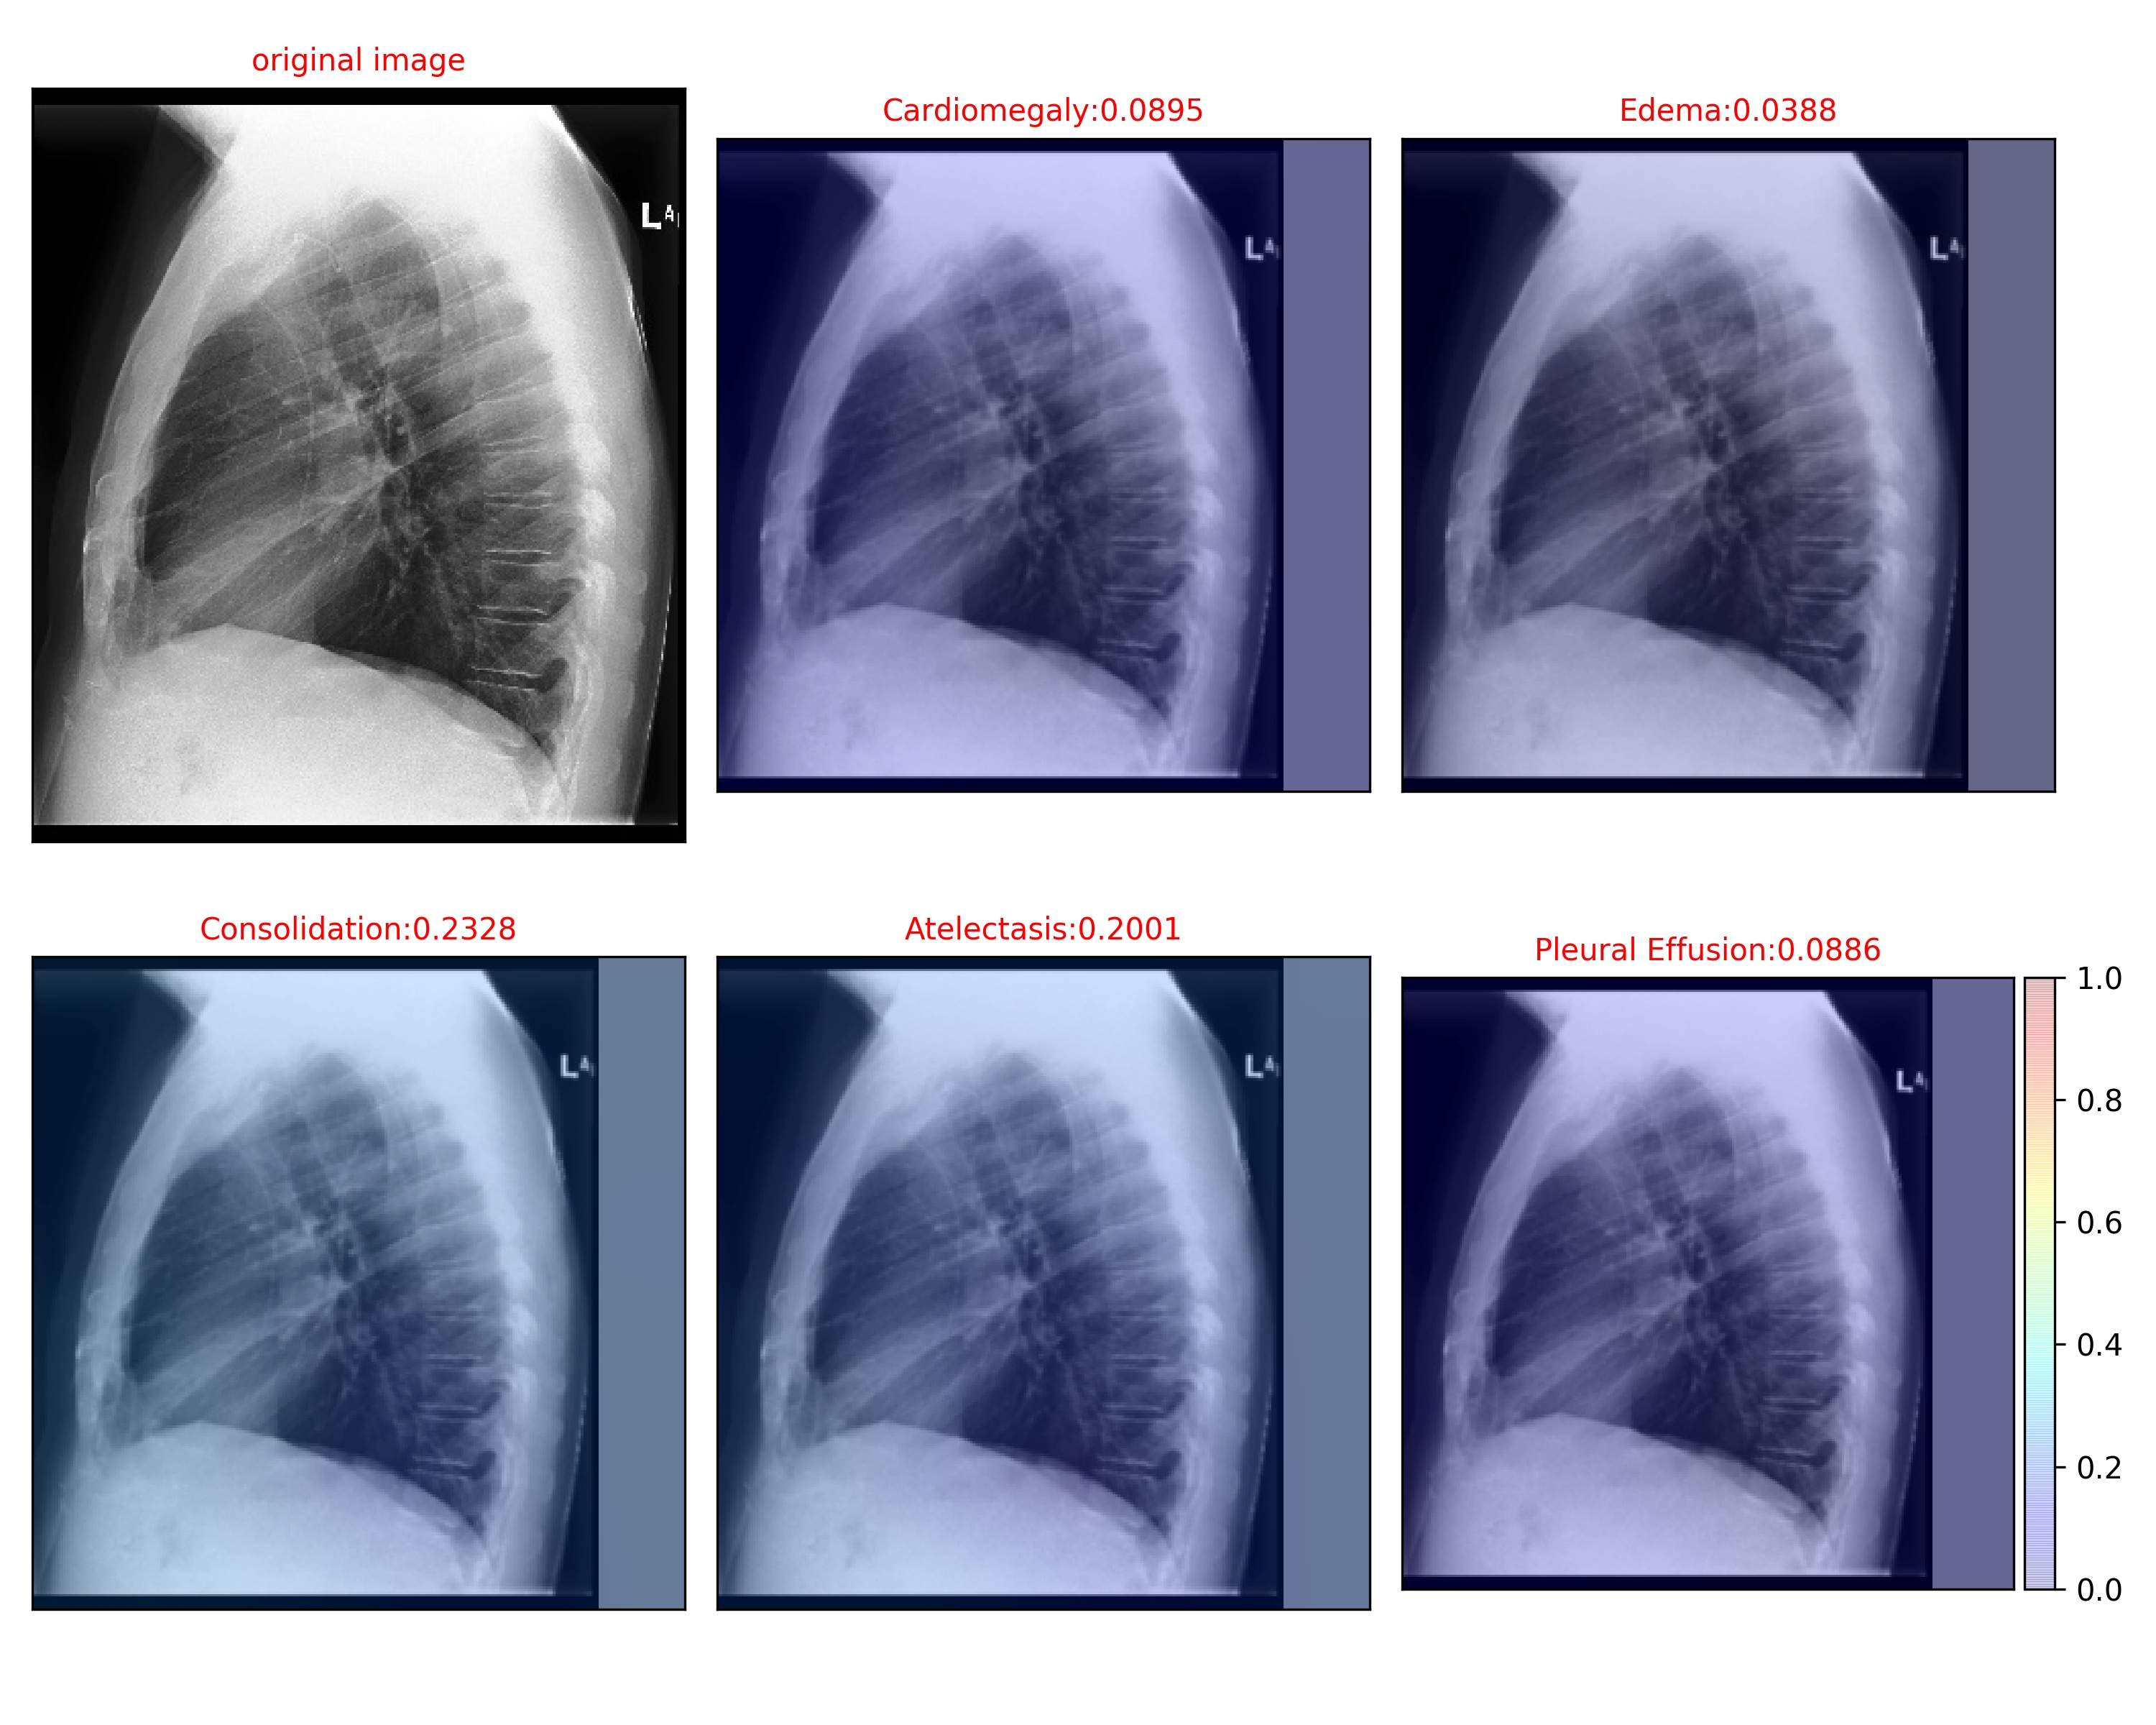 original image
Cardiomegaly:0.0895
Edema:0.0388
L
L
L
Consolidation:0.2328
Atelectasis:0.2001
Pleural Effusion:0.0886
L
L
L
1.0
0.8
0.6
0.4
0.2
0.0